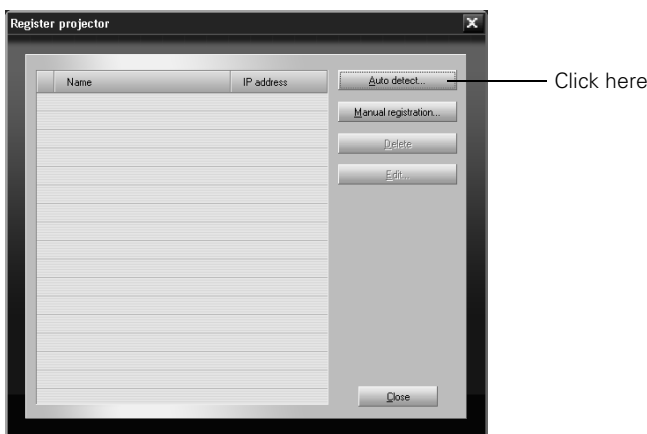 Register projector
Name IP address
Auto detect...
Click here
Manual registration...
Delete
Edit...
Close